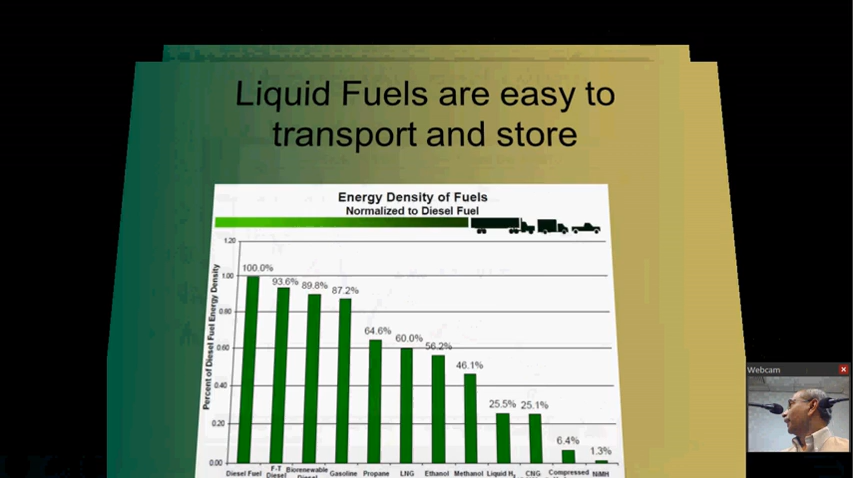 Liquid Fuels are easy to
transport and store
Energy Density of Fuels
Normalized to Diesel Fuel
Percent of Diesel Fuel Energy Density
1.20
1.00
0.80
0.60
0.40
0.20
0.00
100.0%
93.6%
89.8%
87.2%
64.6%
60.0%
56.2%
46.1%
25.5%
25.1%
6.4%
1.3%
Diesel Fuel
F-T
Diesel
Biorenewable
Diesel
Gasoline
Propane
LNG
Ethanol
Methanol
Liquid H₂
CNG
Compressed
NiMH
Webcam